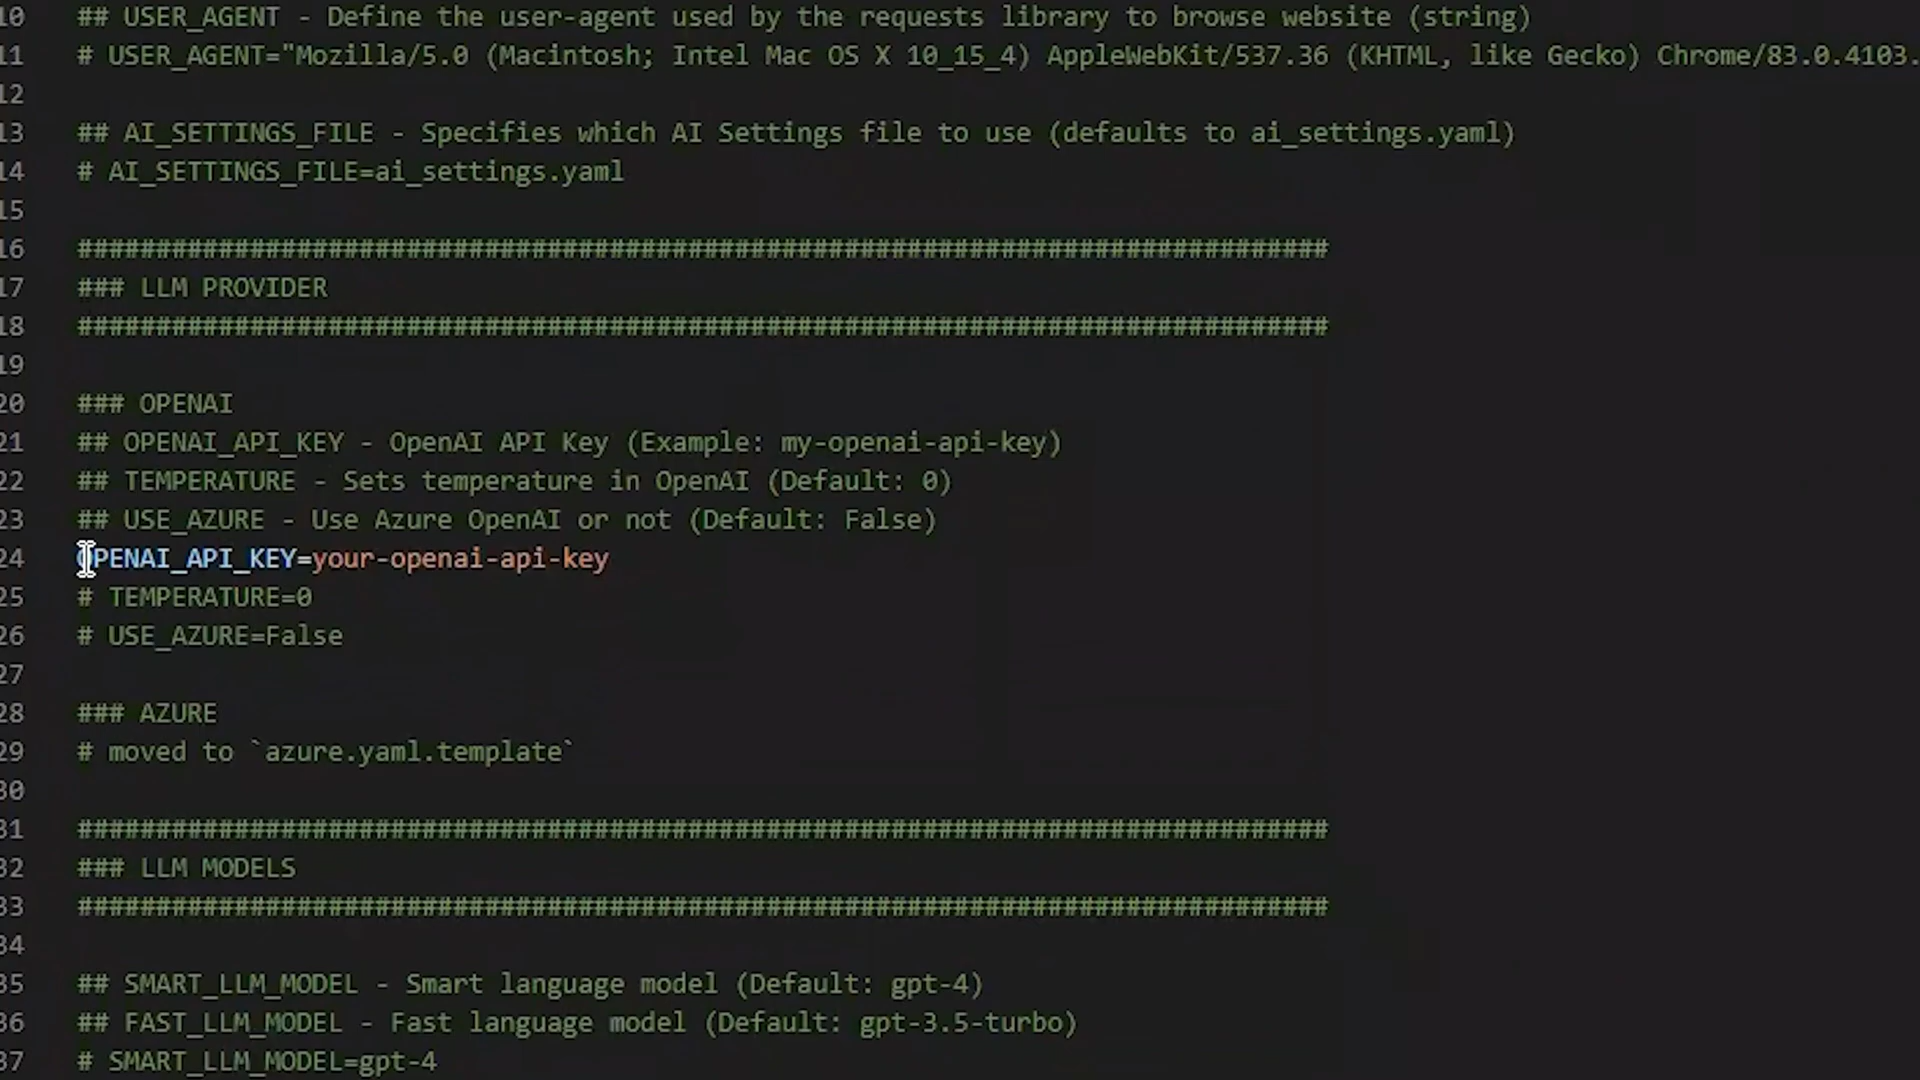 10 ## USER_AGENT - Define the user-agent used by the requests library to browse website (string)
11 # USER_AGENT="Mozilla/5.0 (Macintosh; Intel Mac OS X 10_15_4) AppleWebKit/537.36 (KHTML, like Gecko) Chrome/83.0.4103.
12
13 ## AI_SETTINGS_FILE - Specifies which AI Settings file to use (defaults to ai_settings.yaml)
14 # AI_SETTINGS_FILE=ai_settings.yaml
15
16 ################################################################################
17 ### LLM PROVIDER
18 ################################################################################
19
20 ### OPENAI
21 ## OPENAI_API_KEY - OpenAI API Key (Example: my-openai-api-key)
22 ## TEMPERATURE - Sets temperature in OpenAI (Default: 0)
23 ## USE_AZURE - Use Azure OpenAI or not (Default: False)
24 OPENAI_API_KEY=your-openai-api-key
25 # TEMPERATURE=0
26 # USE_AZURE=False
27
28 ### AZURE
29 # moved to `azure.yaml.template`
30
31 ################################################################################
32 ### LLM MODELS
33 ################################################################################
34
35 ## SMART_LLM_MODEL - Smart language model (Default: gpt-4)
36 ## FAST_LLM_MODEL - Fast language model (Default: gpt-3.5-turbo)
37 # SMART_LLM_MODEL=gpt-4